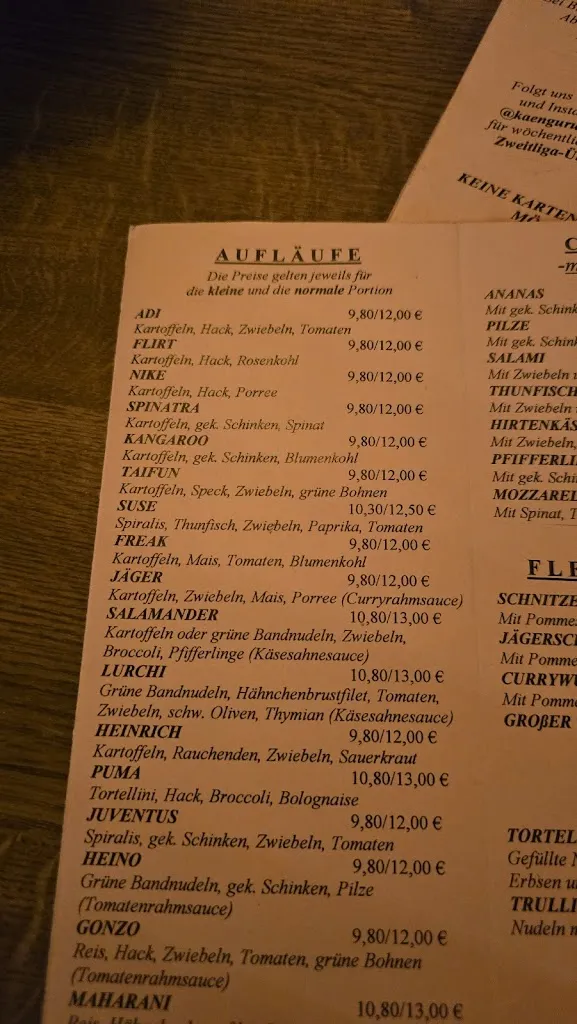 Folgt uns
und Insta
@kaenguru
für wöchentli
Zweitliga-Ü
KEINE KARTEN
AUFLÄUFE
Die Preise gelten jeweils für
die kleine und die normale Portion
ADI 9,80/12,00 €
Kartoffeln, Hack, Zwiebeln, Tomaten
FLIRT 9,80/12,00 €
Kartoffeln, Hack, Rosenkohl
NIKE 9,80/12,00 €
Kartoffeln, Hack, Porree
SPINATRA 9,80/12,00 €
Kartoffeln, gek. Schinken, Spinat
KANGAROO 9,80/12,00 €
Kartoffeln, gek. Schinken, Blumenkohl
TAIFUN 9,80/12,00 €
Kartoffeln, Speck, Zwiebeln, grüne Bohnen
SUSE 10,30/12,50 €
Spiralis, Thunfisch, Zwiebeln, Paprika, Tomaten
FREAK 9,80/12,00 €
Kartoffeln, Mais, Tomaten, Blumenkohl
JÄGER 9,80/12,00 €
Kartoffeln, Zwiebeln, Mais, Porree (Curryrahmsauce)
SALAMANDER 10,80/13,00 €
Kartoffeln oder grüne Bandnudeln, Zwiebeln,
Broccoli, Pfifferlinge (Käsesahnesauce)
LURCHI 10,80/13,00 €
Grüne Bandnudeln, Hähnchenbrustfilet, Tomaten,
Zwiebeln, schw. Oliven, Thymian (Käsesahnesauce)
HEINRICH 9,80/12,00 €
Kartoffeln, Rauchenden, Zwiebeln, Sauerkraut
PUMA 10,80/13,00 €
Tortellini, Hack, Broccoli, Bolognaise
JUVENTUS 9,80/12,00 €
Spiralis, gek. Schinken, Zwiebeln, Tomaten
HEINO 9,80/12,00 €
Grüne Bandnudeln, gek. Schinken, Pilze
(Tomatenrahmsauce)
GONZO 9,80/12,00 €
Reis, Hack, Zwiebeln, Tomaten, grüne Bohnen
(Tomatenrahmsauce)
MAHARANI 10,80/13,00 €
ANANAS
Mit gek. Schink
PILZE
Mit gek. Schink
SALAMI
Mit Zwiebeln u
THUNFISCH
Mit Zwiebeln
HIRTENKÄS
Mit Zwiebeln,
PFIFFERLI
Mit gek. Schi
MOZZAREL
Mit Spinat, T
FLE
SCHNITZE
Mit Pommes
JÄGERSCH
Mit Pomme
CURRYWU
Mit Pomm
GROẞER
TORTEL
Gefüllte N
Erbsen u
TRULLI
Nudeln m